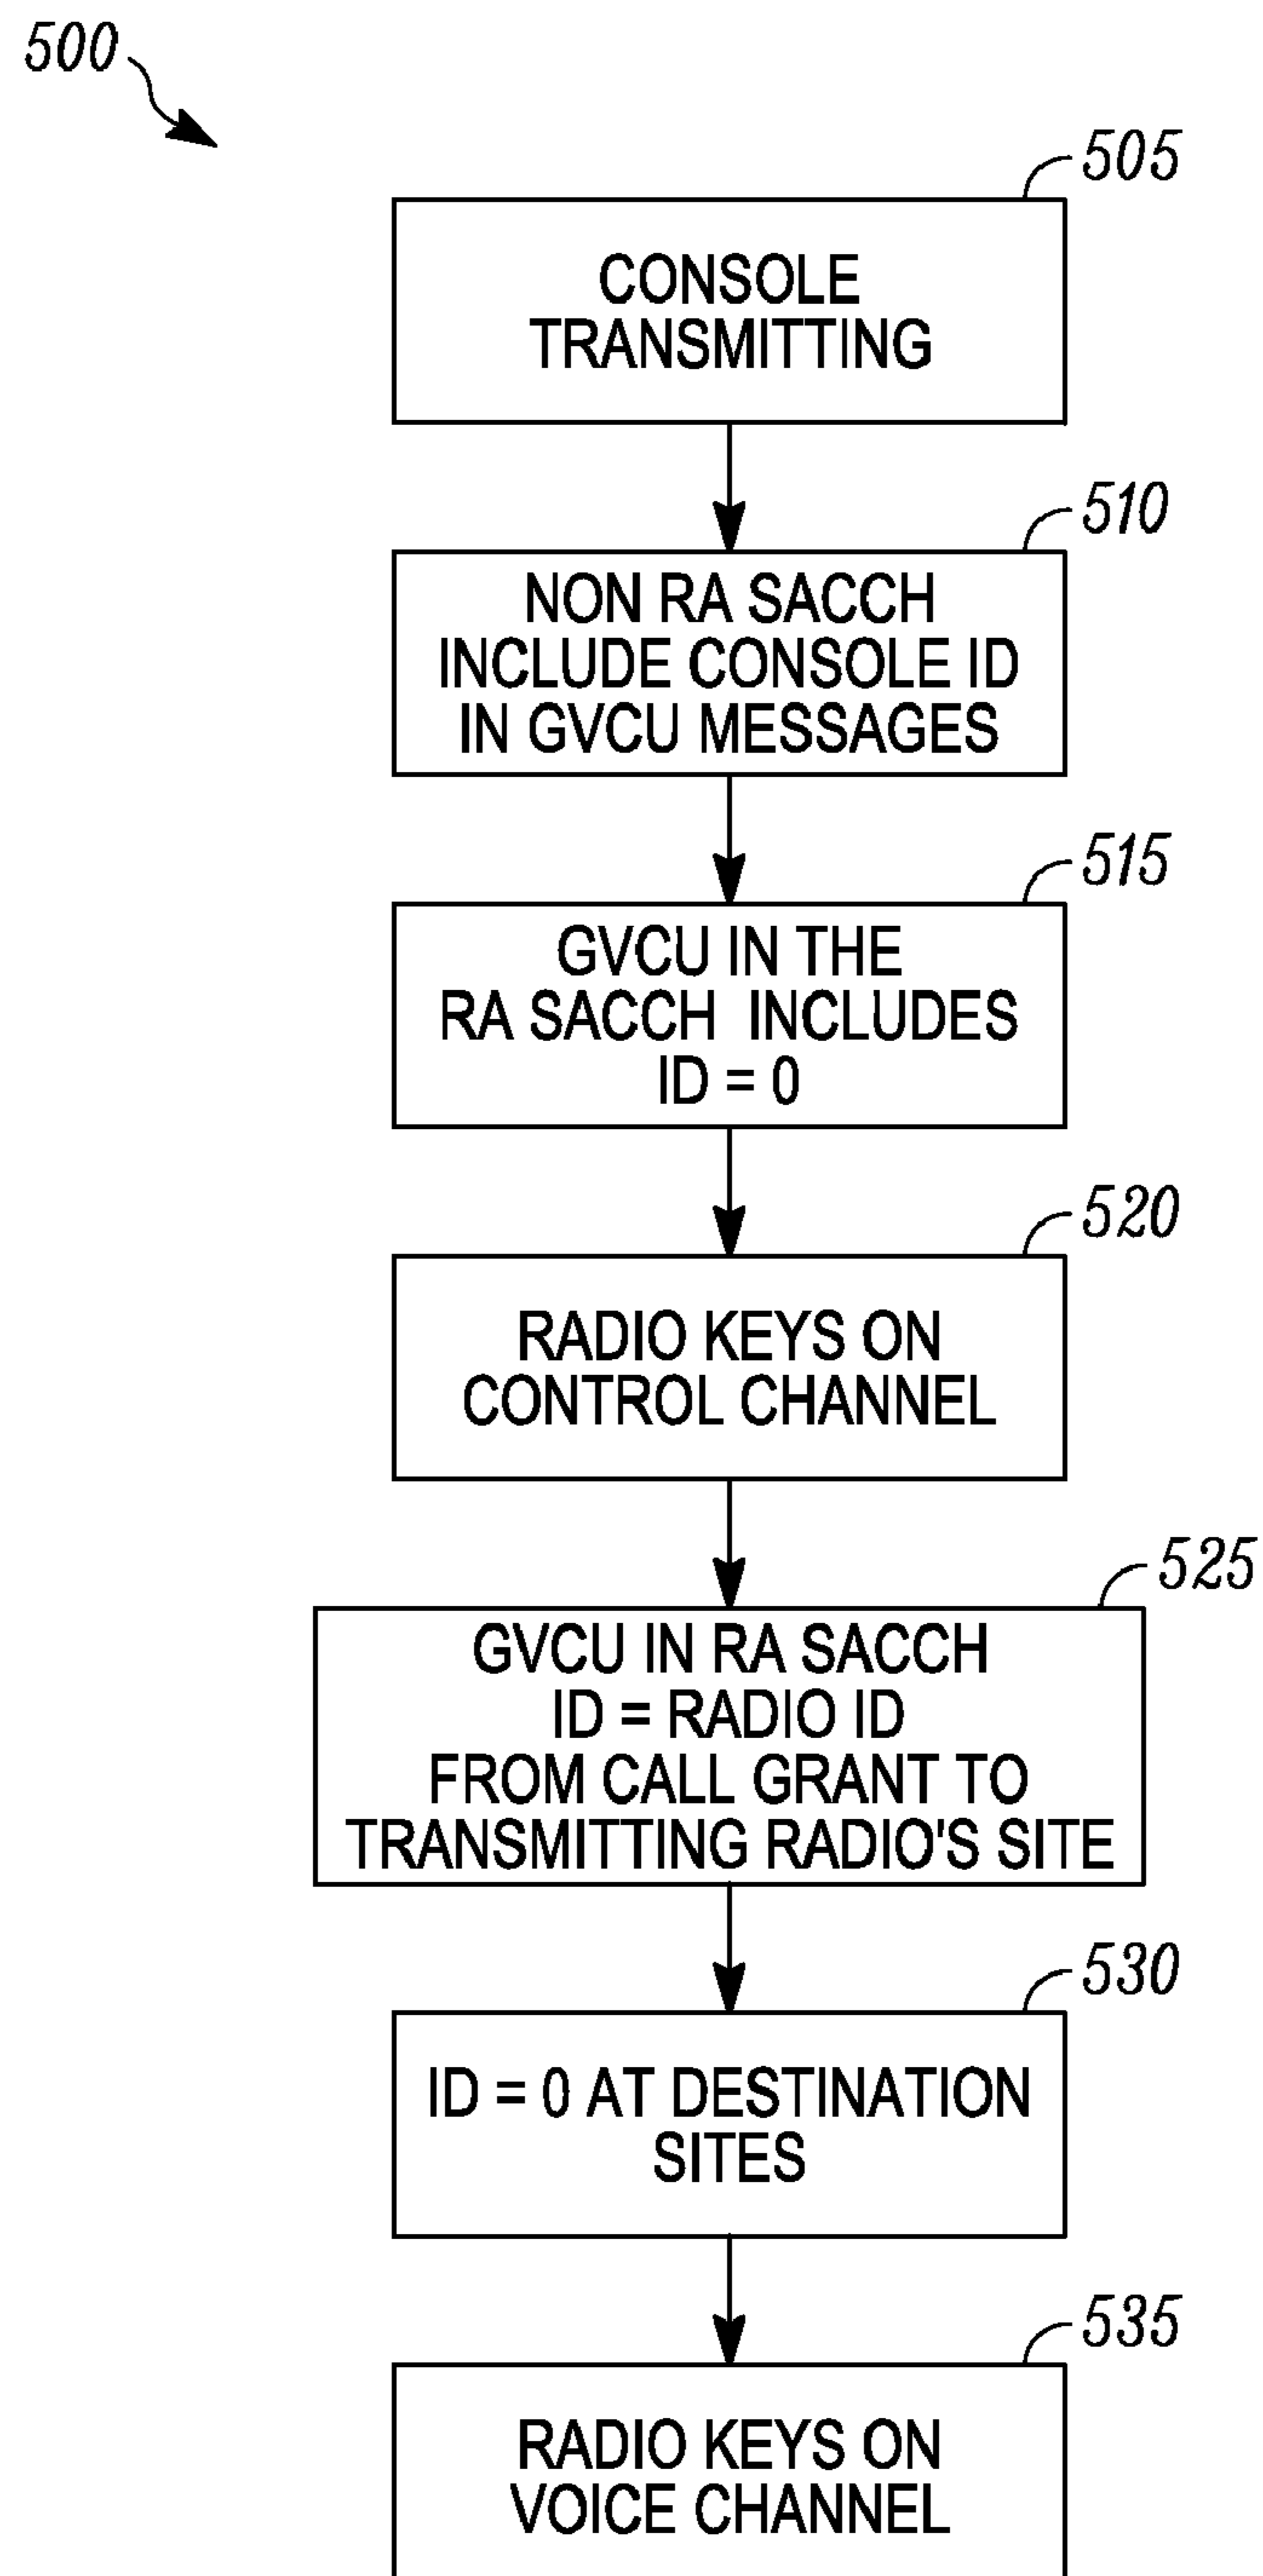 500
505
CONSOLE
TRANSMITTING
510
NON RA SACCH
INCLUDE CONSOLE ID
IN GVCU MESSAGES
515
GVCU IN THE
RA SACCH INCLUDES
ID = 0
520
RADIO KEYS ON
CONTROL CHANNEL
525
GVCU IN RA SACCH
ID = RADIO ID
FROM CALL GRANT TO
TRANSMITTING RADIO'S SITE
530
ID = 0 AT DESTINATION
SITES
535
RADIO KEYS ON
VOICE CHANNEL